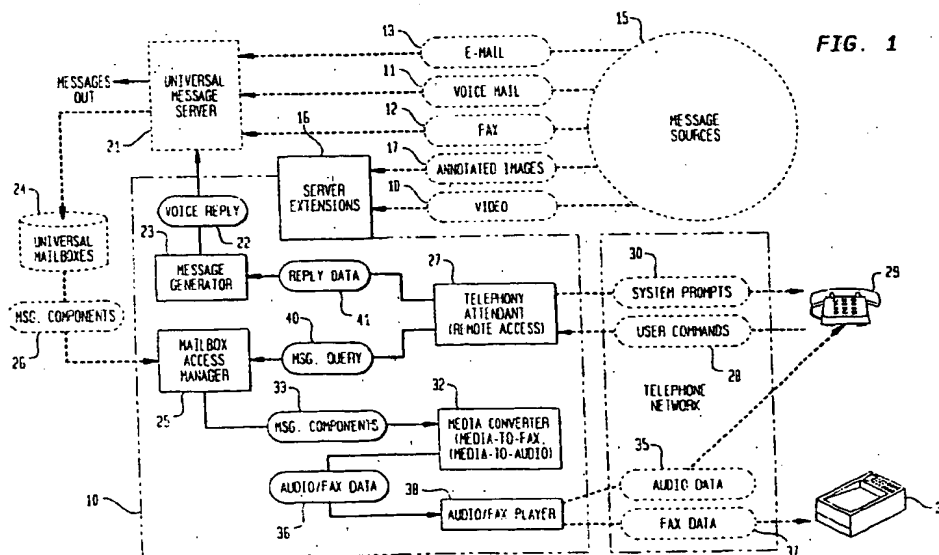 FIG. 1
15
13
E-MAIL
MESSAGES
OUT
UNIVERSAL
MESSAGE
SERVER
21
11
VOICE MAIL
12
FAX
MESSAGE
SOURCES
16
17
ANNOTATED IMAGES
SERVER
EXTENSIONS
10
VIDEO
24
VOICE REPLY
22
UNIVERSAL
MAILBOXES
23
MESSAGE
GENERATOR
REPLY DATA
41
27
TELEPHONY
ATTENDANT
(REMOTE ACCESS)
30
SYSTEM PROMPTS
29
USER COMMANDS
28
MSG. COMPONENTS
26
40
MSG. QUERY
MAILBOX
ACCESS
MANAGER
25
TELEPHONE
NETWORK
33
MSG. COMPONENTS
32
MEDIA CONVERTER
(MEDIA-TO-FAX,
(MEDIA-TO-AUDIO)
35
AUDIO DATA
10
AUDIO/FAX DATA
36
38
AUDIO/FAX PLAYER
FAX DATA
37